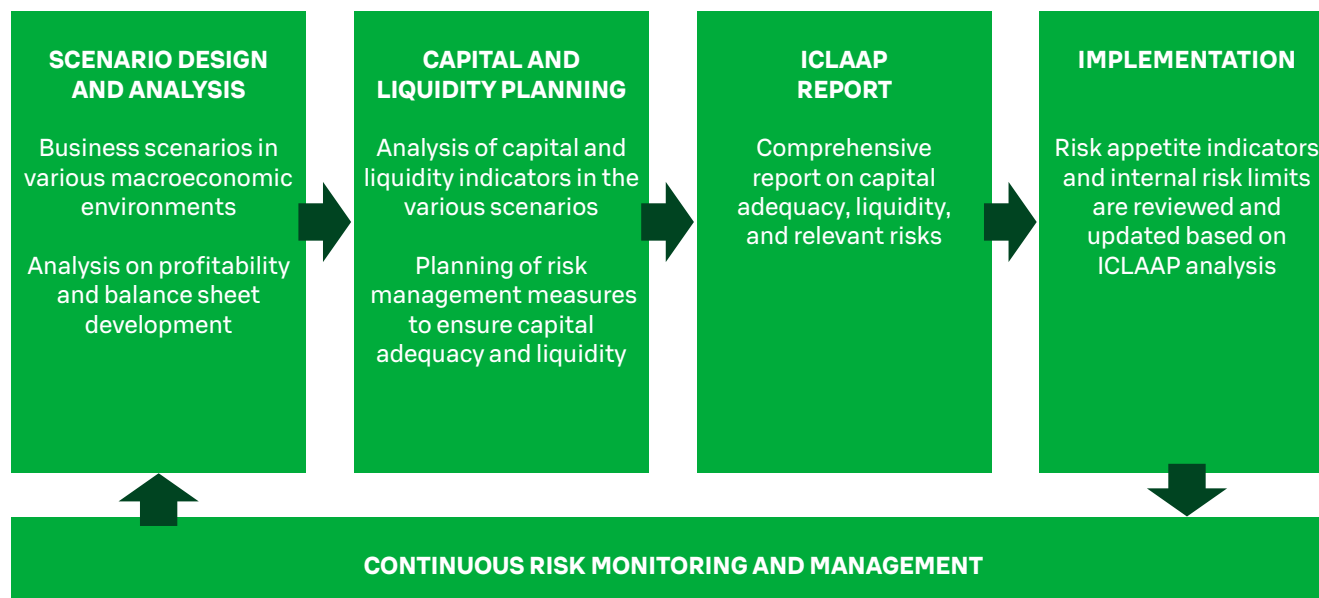 SCENARIO DESIGN
AND ANALYSIS
Business scenarios in
various macroeconomic
environments
Analysis on profitability
and balance sheet
development
CAPITAL AND
LIQUIDITY PLANNING
Analysis of capital and
liquidity indicators in the
various scenarios
Planning of risk
management measures
to ensure capital
adequacy and liquidity
ICLAAP
REPORT
Comprehensive
report on capital
adequacy, liquidity,
and relevant risks
IMPLEMENTATION
Risk appetite indicators
and internal risk limits
are reviewed and
updated based on
ICLAAP analysis
CONTINUOUS RISK MONITORING AND MANAGEMENT